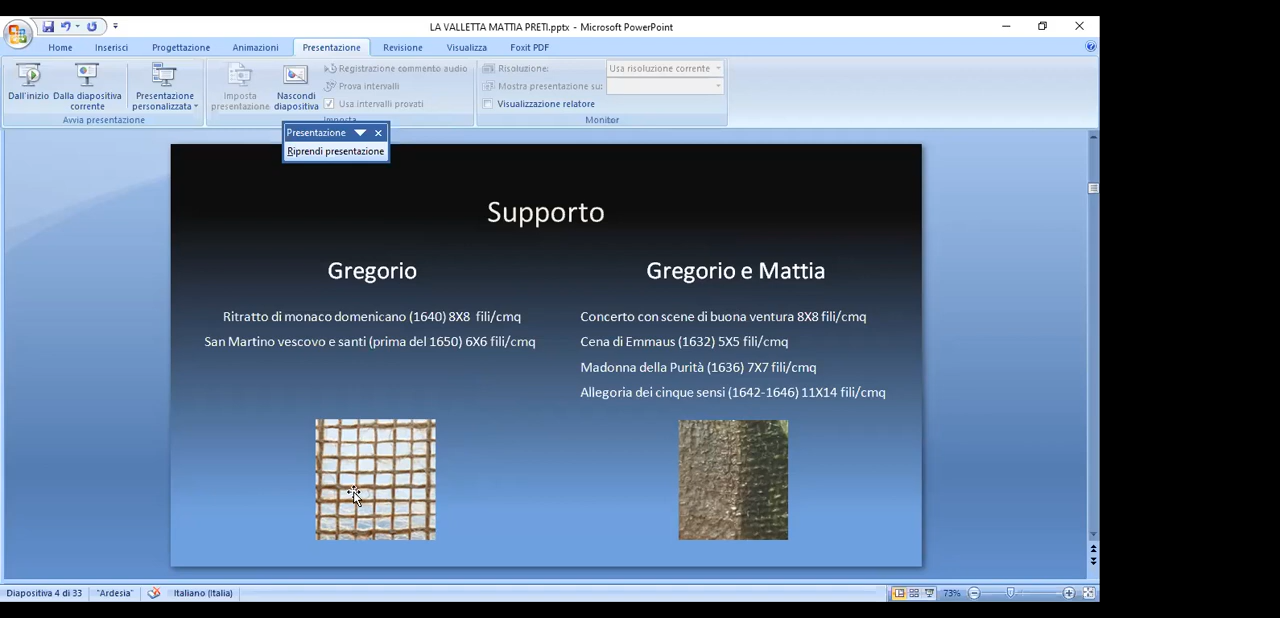 LA VALLETTA MATTIA PRETI.pptx - Microsoft PowerPoint
Home Inserisci Progettazione Animazioni Presentazione Revisione Visualizza Foxit PDF
Dall'inizio
Dalla diapositiva corrente
Presentazione personalizzata
Avvia presentazione
Imposta presentazione
Nascondi diapositiva
Registrazione commento audio
Prova intervalli
Usa intervalli provati
Imposta
Risoluzione: Usa risoluzione corrente
Mostra presentazione su:
Visualizzazione relatore
Monitor
Presentazione
Riprendi presentazione
Supporto
Gregorio
Ritratto di monaco domenicano (1640) 8X8 fili/cmq
San Martino vescovo e santi (prima del 1650) 6X6 fili/cmq
Gregorio e Mattia
Concerto con scene di buona ventura 8X8 fili/cmq
Cena di Emmaus (1632) 5X5 fili/cmq
Madonna della Purità (1636) 7X7 fili/cmq
Allegoria dei cinque sensi (1642-1646) 11X14 fili/cmq
Diapositiva 4 di 33 "Ardesia" Italiano (Italia) 73%